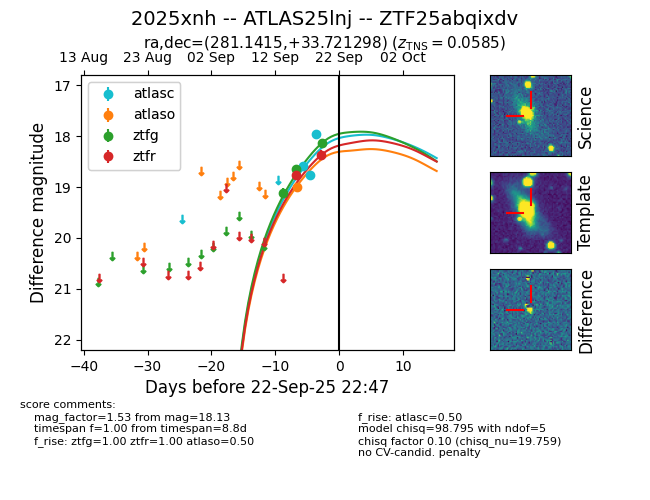 2025xnh -- ATLAS25lnj -- ZTF25abqixdv
ra,dec=(281.1415,+33.721298) (z_TNS = 0.0585)
13 Aug 23 Aug 02 Sep 12 Sep 22 Sep 02 Oct
atlasc
atlaso
ztfg
ztfr
17
18
19
20
21
22
Difference magnitude
−40 −30 −20 −10 0 10
Days before 22-Sep-25 22:47
Science
Template
Difference
score comments:
mag_factor=1.53 from mag=18.13
timespan f=1.00 from timespan=8.8d
f_rise: ztfg=1.00 ztfr=1.00 atlaso=0.50
f_rise: atlasc=0.50
model chisq=98.795 with ndof=5
chisq factor 0.10 (chisq_nu=19.759)
no CV-candid. penalty